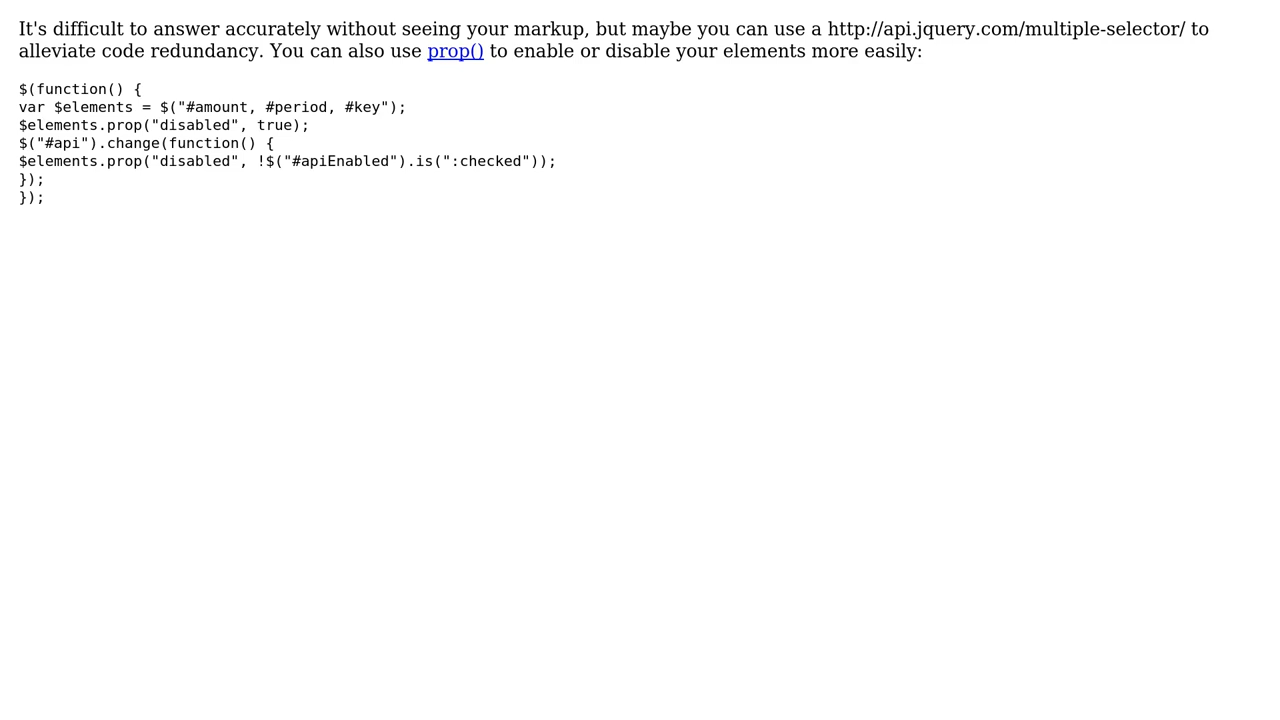 It's difficult to answer accurately without seeing your markup, but maybe you can use a http://api.jquery.com/multiple-selector/ to
alleviate code redundancy. You can also use prop() to enable or disable your elements more easily:
$(function() {
var $elements = $("#amount, #period, #key");
$elements.prop("disabled", true);
$("#api").change(function() {
$elements.prop("disabled", !$("#apiEnabled").is(":checked"));
});
});